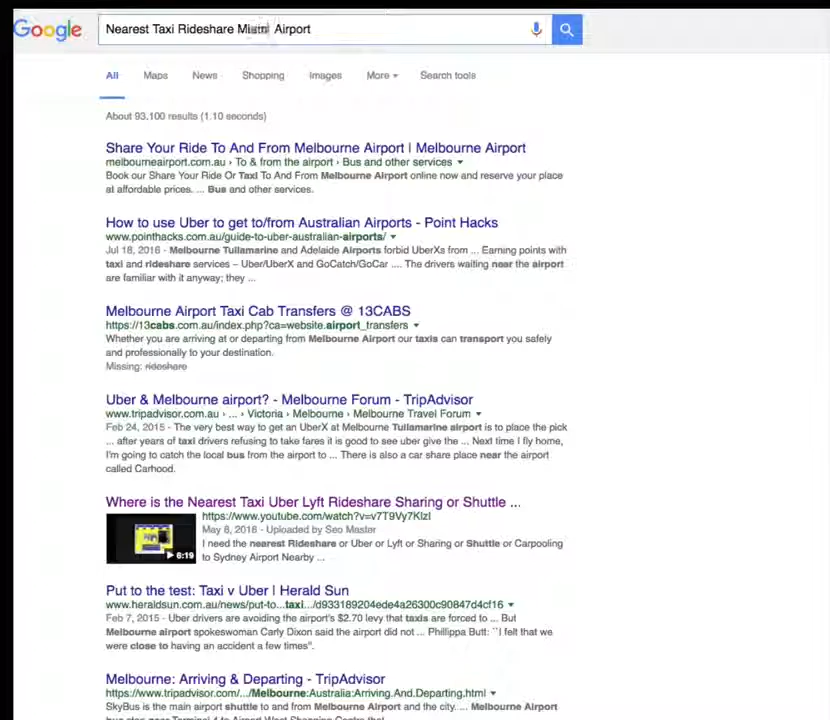 Google
Nearest Taxi Rideshare Airport
All Maps News Shopping Images More Search tools
About 93,100 results (1.10 seconds)
Share Your Ride To And From Melbourne Airport | Melbourne Airport
melbourneairport.com.au › To & from the airport › Bus and other services
Book our Share Your Ride Or Taxi To And From Melbourne Airport online now and reserve your place
at affordable prices. ... Bus and other services.
How to use Uber to get to/from Australian Airports - Point Hacks
www.pointhacks.com.au/guide-to-uber-australian-airports/
Jul 18, 2016 - Melbourne Tullamarine and Adelaide Airports forbid UberXs from ... Earning points with
taxi and rideshare services – Uber/UberX and GoCatch/GoCar .... The drivers waiting near the airport
are familiar with it anyway; they ...
Melbourne Airport Taxi Cab Transfers @ 13CABS
https://13cabs.com.au/index.php?ca=website.airport_transfers
Whether you are arriving at or departing from Melbourne Airport our taxis can transport you safely
and professionally to your destination.
Missing: rideshare
Uber & Melbourne airport? - Melbourne Forum - TripAdvisor
www.tripadvisor.com.au › ... › Victoria › Melbourne › Melbourne Travel Forum
Feb 24, 2015 - The very best way to get an UberX at Melbourne Tullamarine airport is to place the pick
... after years of taxi drivers refusing to take fares it is good to see uber give the ... Next time I fly home,
I'm going to catch the local bus from the airport to ... There is also a car share place near the airport
called Carhood.
Where is the Nearest Taxi Uber Lyft Rideshare Sharing or Shuttle ...
https://www.youtube.com/watch?v=v7T9Vy7KlzI
May 8, 2016 - Uploaded by Seo Master
I need the nearest Rideshare or Uber or Lyft or Sharing or Shuttle or Carpooling
to Sydney Airport Nearby ...
6:19
Put to the test: Taxi v Uber | Herald Sun
www.heraldsun.com.au/news/put-to...taxi.../d933189204ede4a26300c90847d4cf16
Feb 7, 2015 - Uber drivers are avoiding the airport's $2.70 levy that taxis are forced to ... But
Melbourne airport spokeswoman Carly Dixon said the airport did not ... Phillippa Butt: ``I felt that we
were close to having an accident a few times".
Melbourne: Arriving & Departing - TripAdvisor
https://www.tripadvisor.com/.../Melbourne:Australia:Arriving.And.Departing.html
SkyBus is the main airport shuttle to and from Melbourne Airport and the city. ... Melbourne Airport